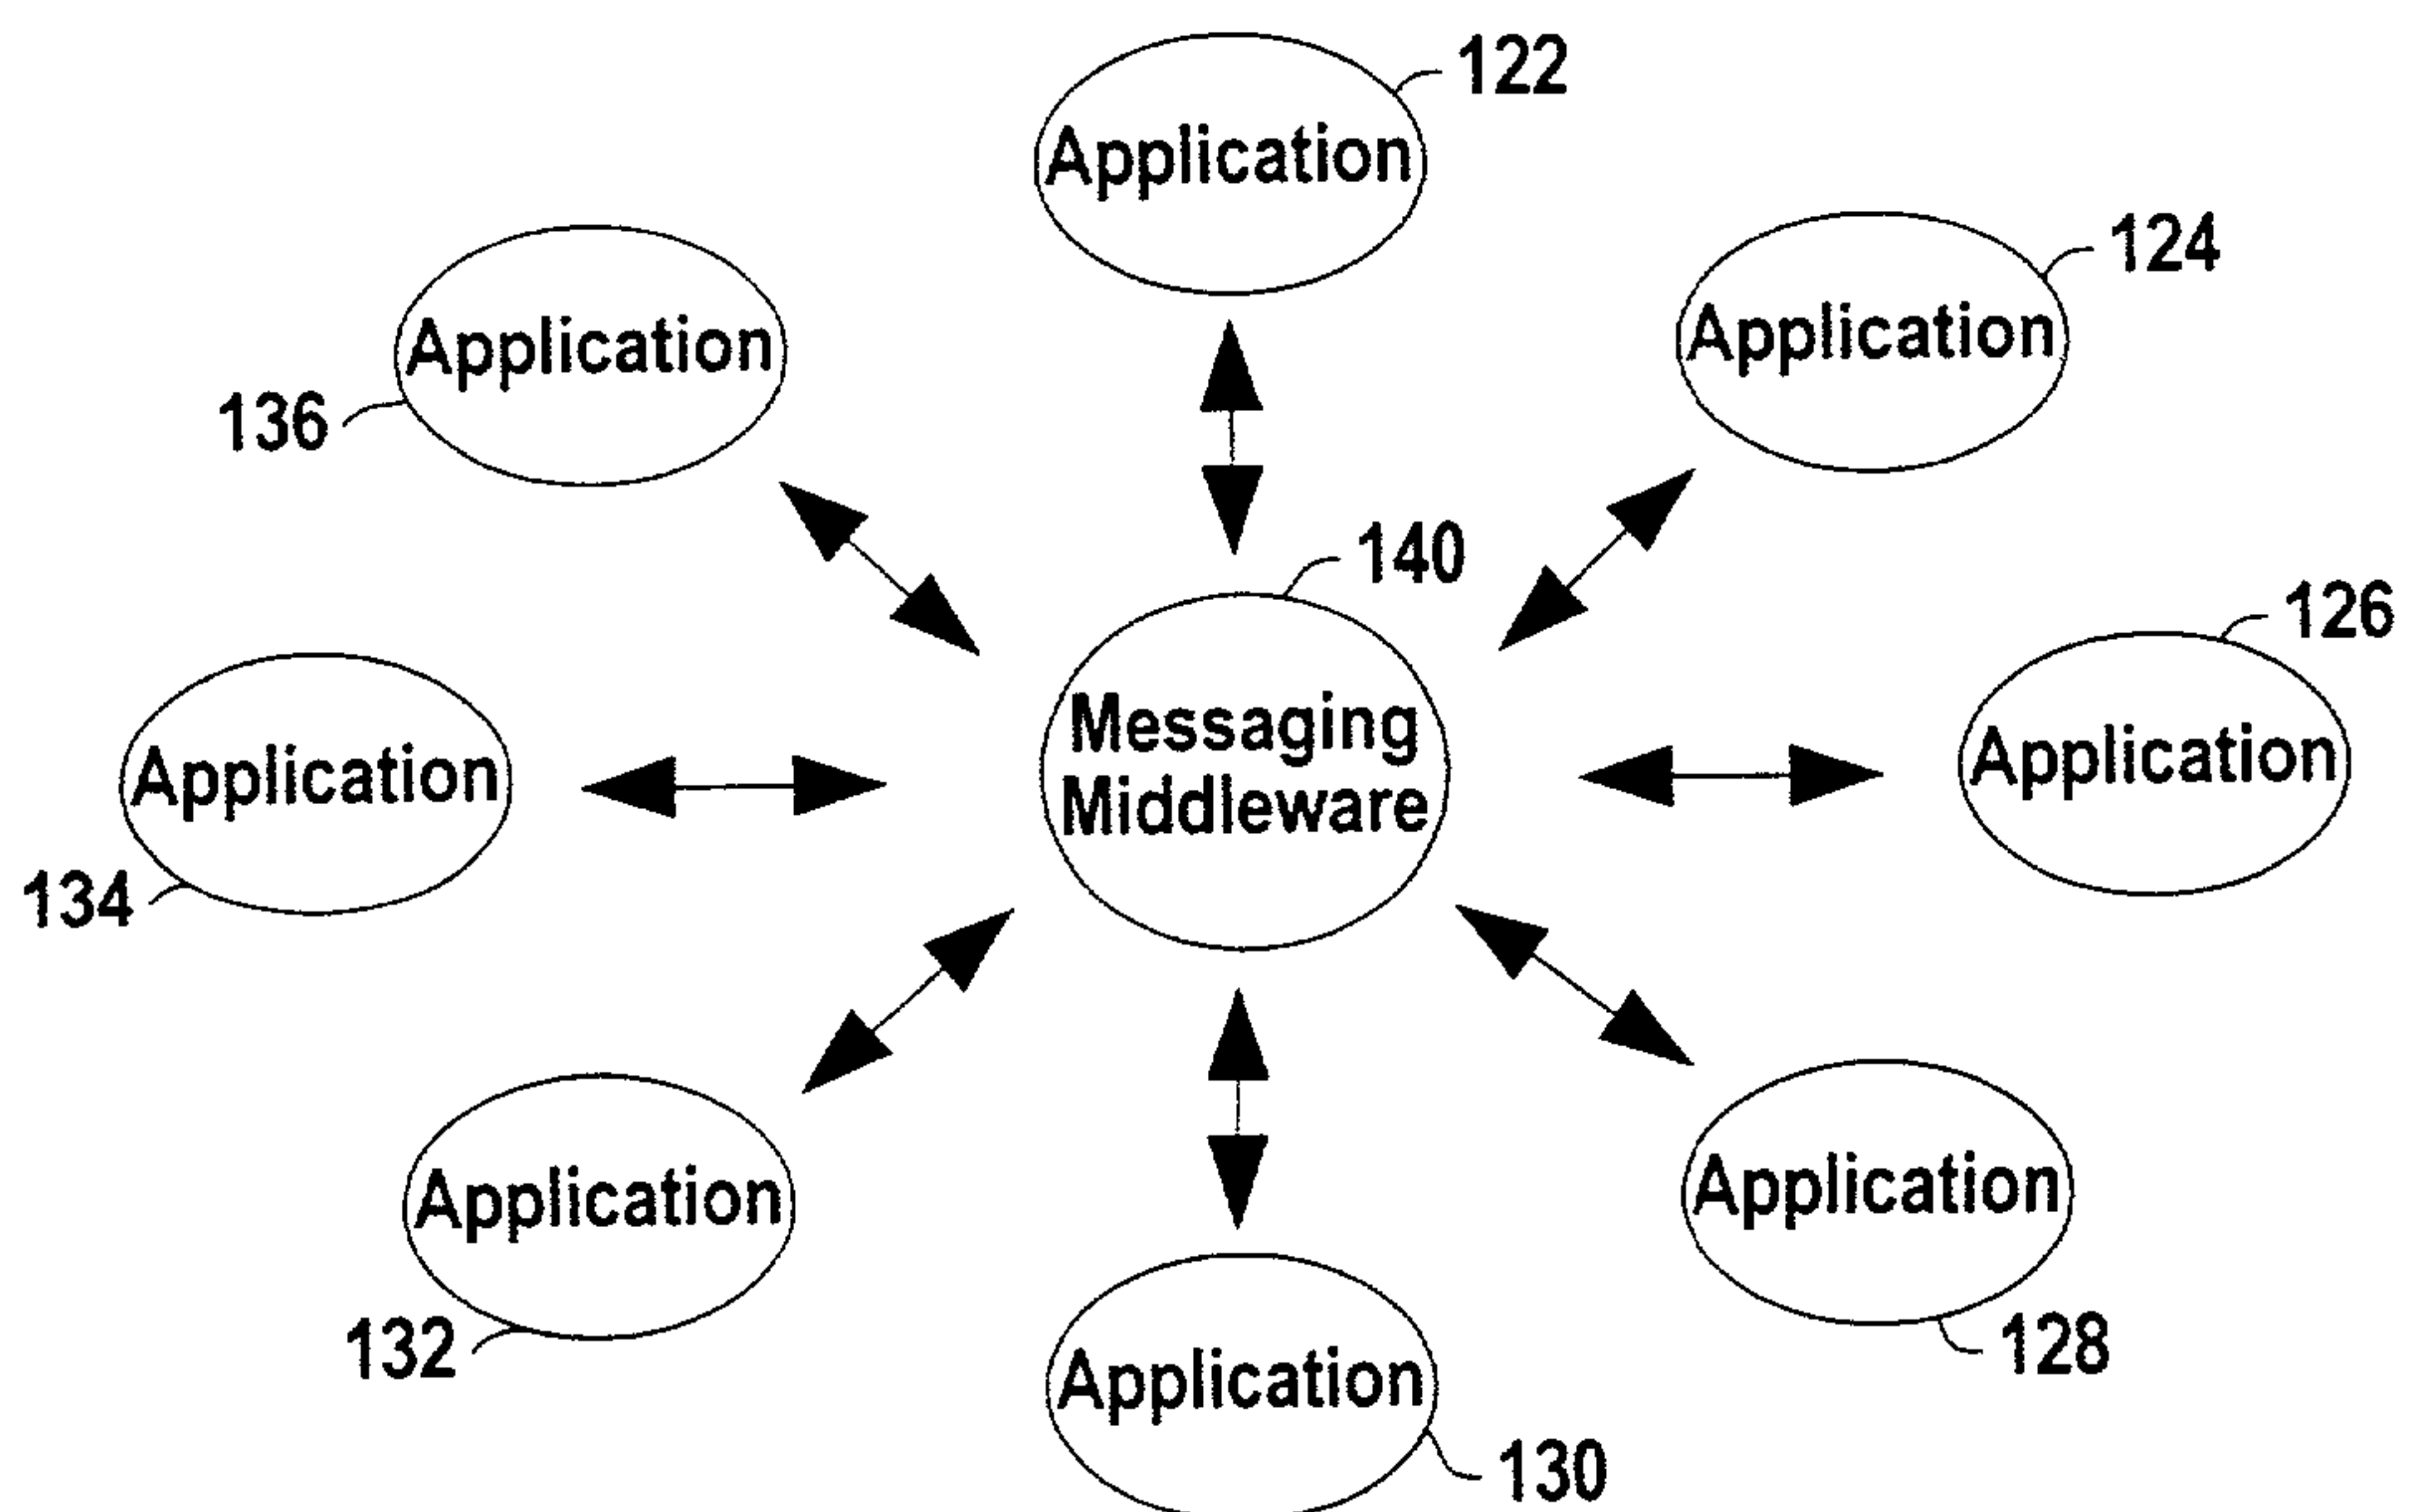 122
Application
124
Application
Application
136
140
126
Messaging
Middleware
Application
Application
134
Application
132
Application
128
Application
130